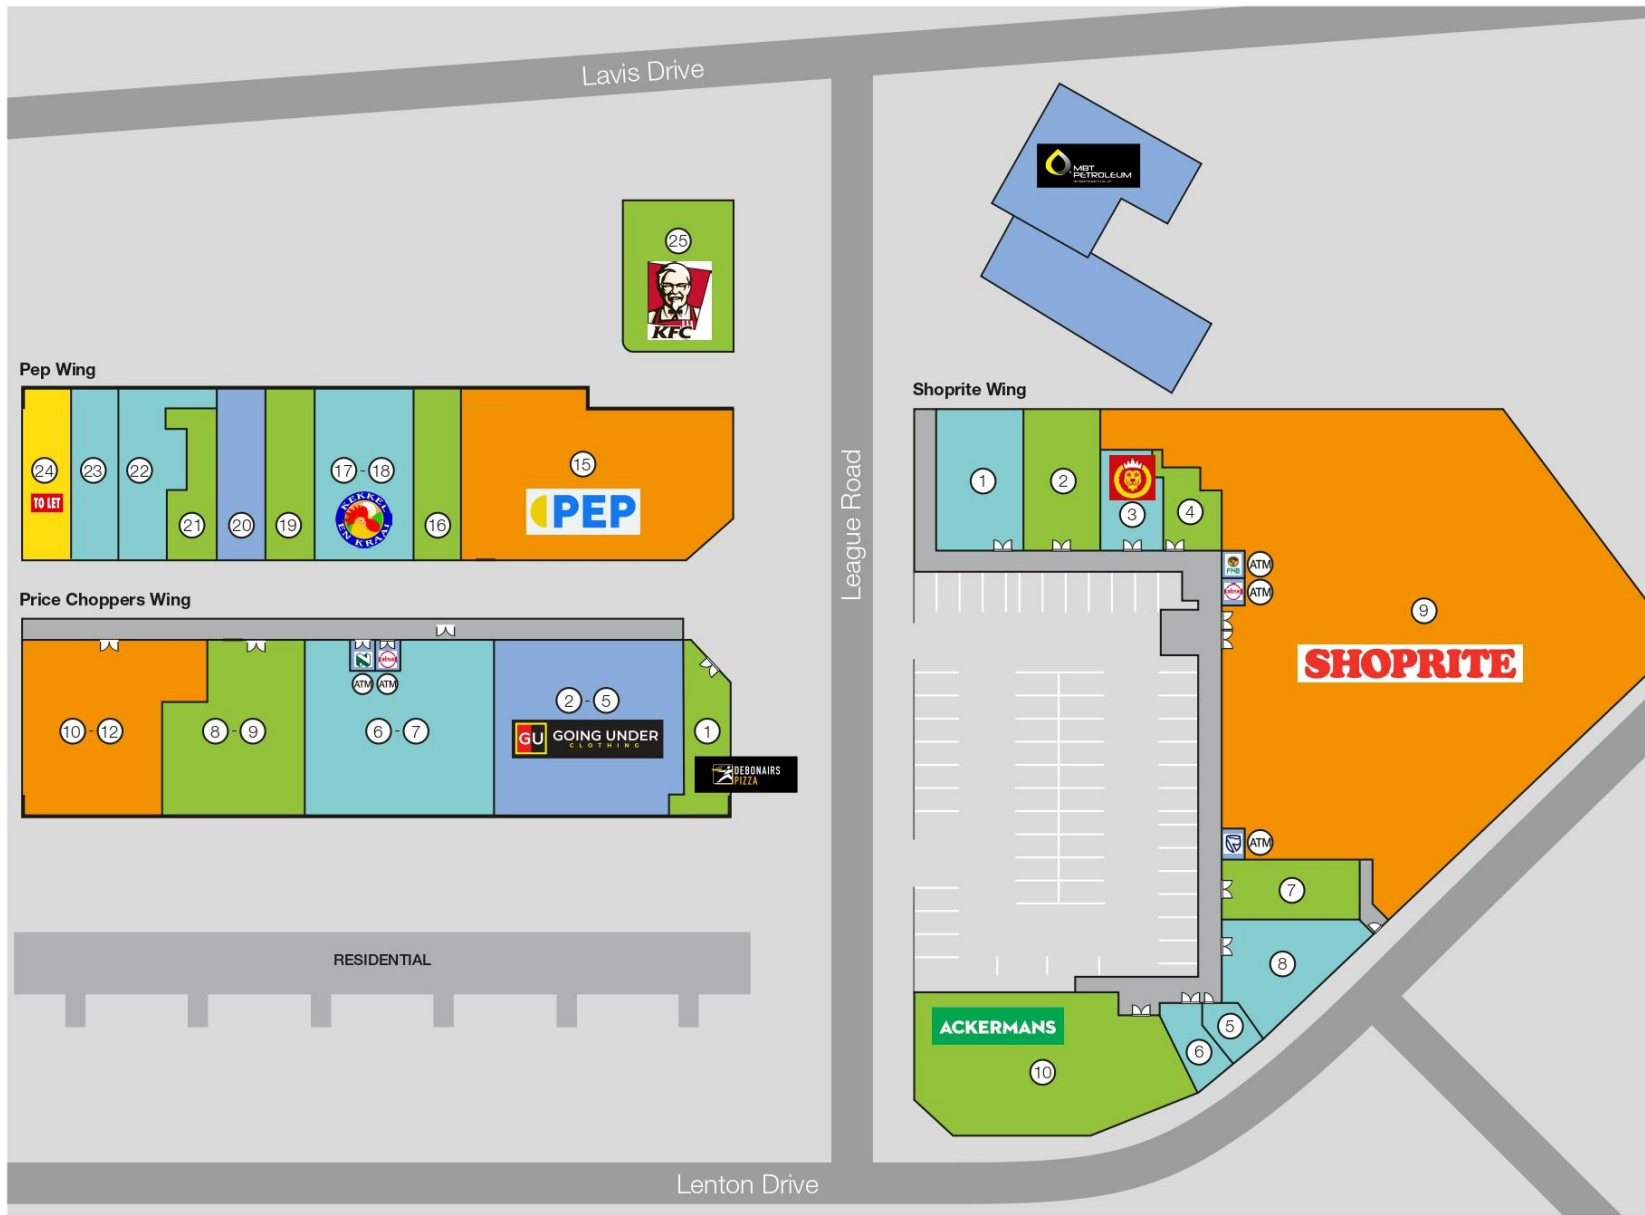 Lavis Drive
MBT
PETROLEUM
25
KFC
Pep Wing
24
TO LET
23
22
21
20
19
17 - 18
KEKKEL
EN KRAAI
16
15
PEP
League Road
Shoprite Wing
1
2
3
4
FNB
ATM
absa
ATM
9
SHOPRITE
ATM
7
8
5
6
ACKERMANS
10
Price Choppers Wing
10 - 12
8 - 9
N
absa
ATM
ATM
6 - 7
2 - 5
GU GOING UNDER
CLOTHING
1
DEBONAIRS
PIZZA
RESIDENTIAL
Lenton Drive